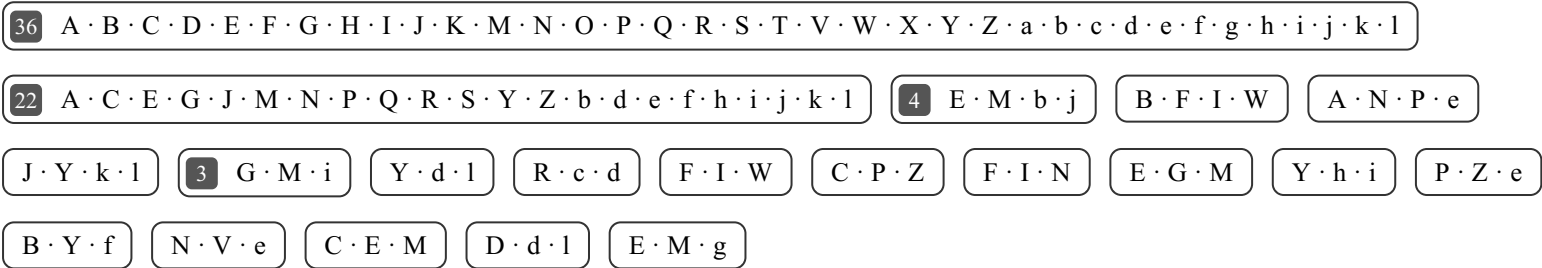 36 A · B · C · D · E · F · G · H · I · J · K · M · N · O · P · Q · R · S · T · V · W · X · Y · Z · a · b · c · d · e · f · g · h · i · j · k · l
22 A · C · E · G · J · M · N · P · Q · R · S · Y · Z · b · d · e · f · h · i · j · k · l 4 E · M · b · j B · F · I · W A · N · P · e
J · Y · k · l 3 G · M · i Y · d · l R · c · d F · I · W C · P · Z F · I · N E · G · M Y · h · i P · Z · e
B · Y · f N · V · e C · E · M D · d · l E · M · g